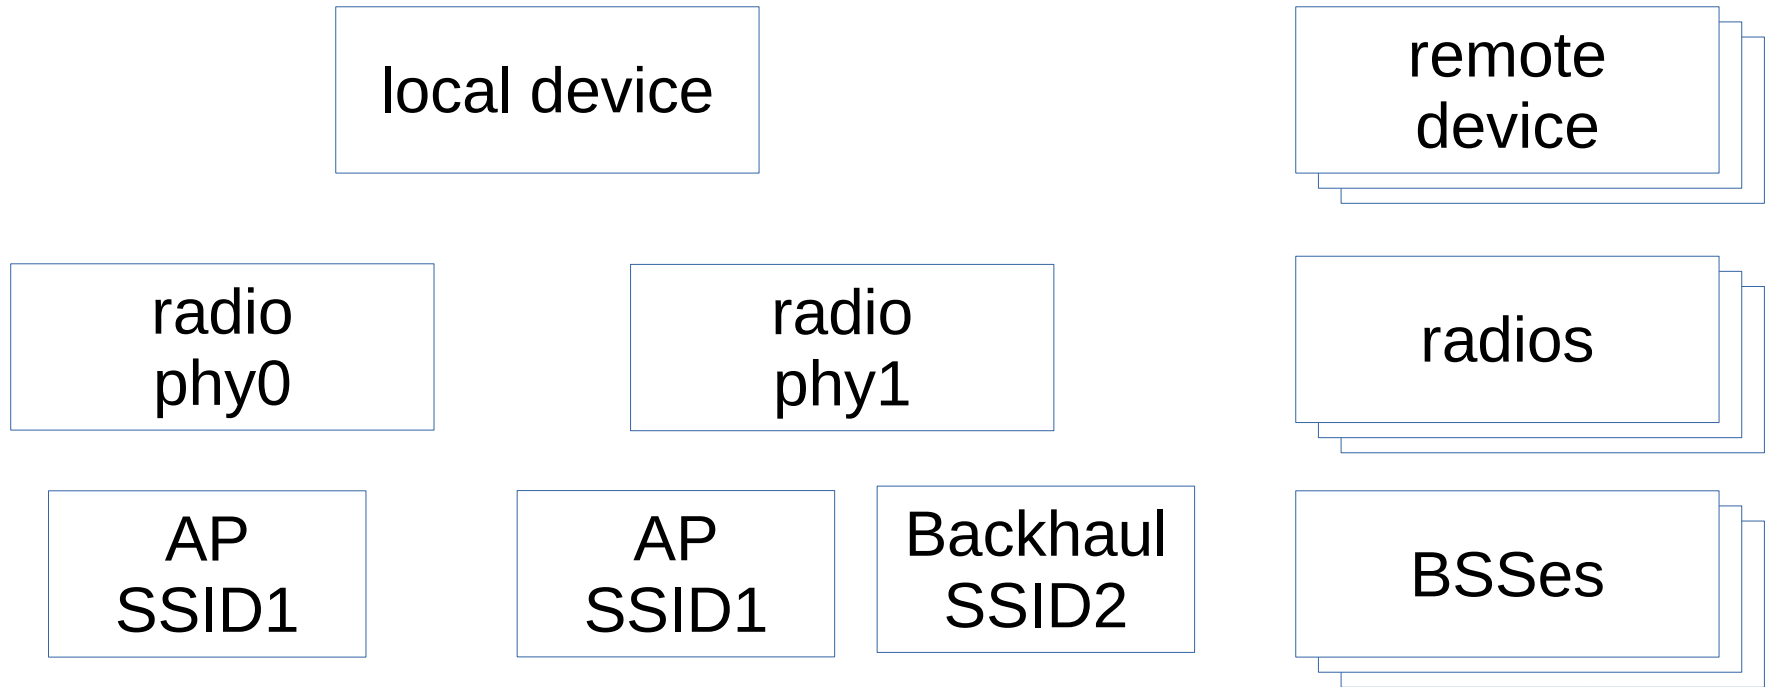 local device
remote
device
radio
phy0
radio
phy1
radios
AP
SSID1
AP
SSID1
Backhaul
SSID2
BSSes